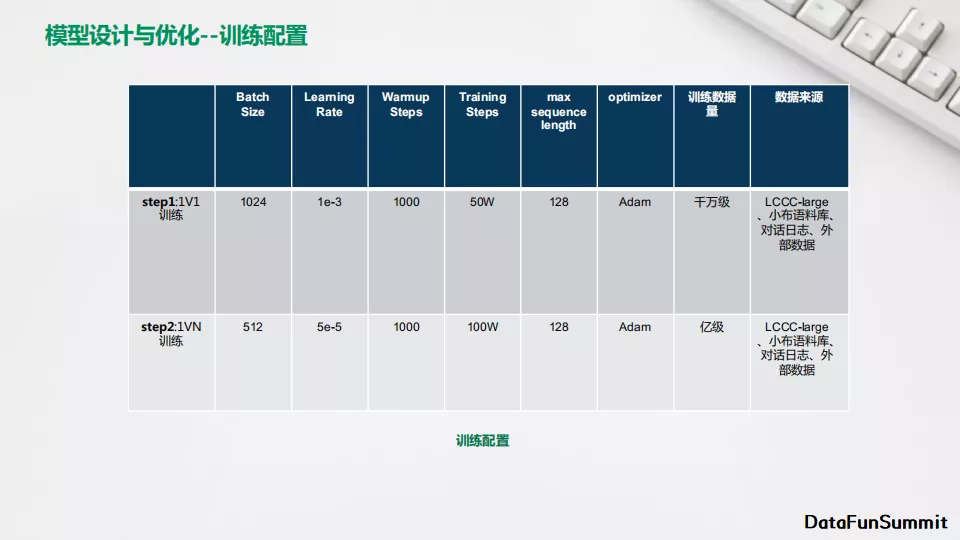 模型设计与优化--训练配置
Batch
Size
Learning
Rate
Warmup
Steps
Training
Steps
max
sequence
length
optimizer
训练数据
量
数据来源
step1:1V1
训练
1024
1e-3
1000
50W
128
Adam
千万级
LCCC-large
、小布语料库、
对话日志、外
部数据
step2:1VN
训练
512
5e-5
1000
100W
128
Adam
亿级
LCCC-large
、小布语料库、
对话日志、外
部数据
训练配置
DataFunSummit